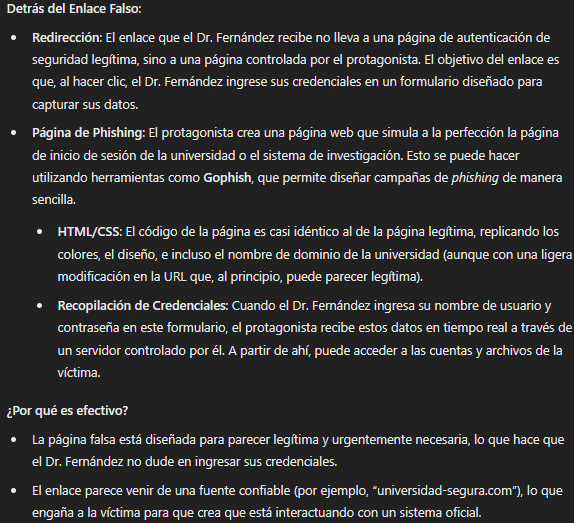 Detrás del Enlace Falso:
• Redirección: El enlace que el Dr. Fernández recibe no lleva a una página de autenticación de
seguridad legítima, sino a una página controlada por el protagonista. El objetivo del enlace es
que, al hacer clic, el Dr. Fernández ingrese sus credenciales en un formulario diseñado para
capturar sus datos.
• Página de Phishing: El protagonista crea una página web que simula a la perfección la página
de inicio de sesión de la universidad o el sistema de investigación. Esto se puede hacer
utilizando herramientas como Gophish, que permite diseñar campañas de phishing de manera
sencilla.
• HTML/CSS: El código de la página es casi idéntico al de la página legítima, replicando los
colores, el diseño, e incluso el nombre de dominio de la universidad (aunque con una ligera
modificación en la URL que, al principio, puede parecer legítima).
• Recopilación de Credenciales: Cuando el Dr. Fernández ingresa su nombre de usuario y
contraseña en este formulario, el protagonista recibe estos datos en tiempo real a través de
un servidor controlado por él. A partir de ahí, puede acceder a las cuentas y archivos de la
víctima.
¿Por qué es efectivo?
• La página falsa está diseñada para parecer legítima y urgentemente necesaria, lo que hace que
el Dr. Fernández no dude en ingresar sus credenciales.
• El enlace parece venir de una fuente confiable (por ejemplo, “universidad-segura.com”), lo que
engaña a la víctima para que crea que está interactuando con un sistema oficial.